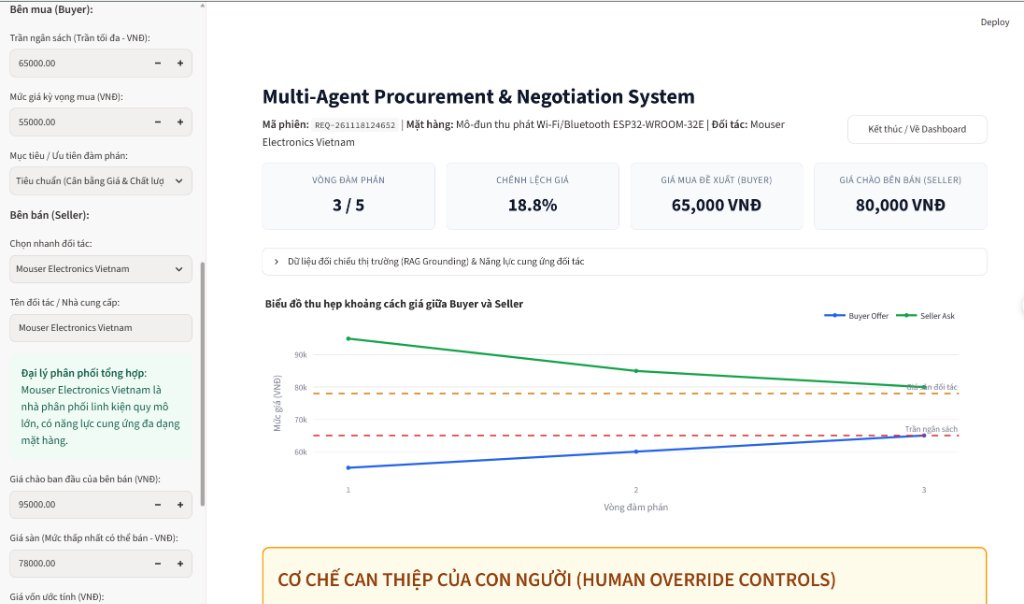 Bên mua (Buyer):
Trần ngân sách (Trần tối đa - VNĐ):
65000.00
Mức giá kỳ vọng mua (VNĐ):
55000.00
Mục tiêu / Ưu tiên đàm phán:
Tiêu chuẩn (Cân bằng Giá & Chất lượ
Bên bán (Seller):
Chọn nhanh đối tác:
Mouser Electronics Vietnam
Tên đối tác / Nhà cung cấp:
Mouser Electronics Vietnam
Đại lý phân phối tổng hợp:
Mouser Electronics Vietnam là
nhà phân phối linh kiện quy mô
lớn, có năng lực cung ứng đa dạng
mặt hàng.
Giá chào ban đầu của bên bán (VNĐ):
95000.00
Giá sàn (Mức thấp nhất có thể bán - VNĐ):
78000.00
Giá vốn ước tính (VNĐ):
Deploy
Multi-Agent Procurement & Negotiation System
Mã phiên: REQ-261118124652 | Mặt hàng: Mô-đun thu phát Wi-Fi/Bluetooth ESP32-WROOM-32E | Đối tác: Mouser
Electronics Vietnam
Kết thúc / Về Dashboard
VÒNG ĐÀM PHÁN
3 / 5
CHÊNH LỆCH GIÁ
18.8%
GIÁ MUA ĐỀ XUẤT (BUYER)
65,000 VNĐ
GIÁ CHÀO BÊN BÁN (SELLER)
80,000 VNĐ
Dữ liệu đối chiếu thị trường (RAG Grounding) & Năng lực cung ứng đối tác
Biểu đồ thu hẹp khoảng cách giá giữa Buyer và Seller
Buyer Offer
Seller Ask
Mức giá (VNĐ)
90k
80k
70k
60k
Giá sàn đối tác
Trần ngân sách
1
2
3
Vòng đàm phán
CƠ CHẾ CAN THIỆP CỦA CON NGƯỜI (HUMAN OVERRIDE CONTROLS)